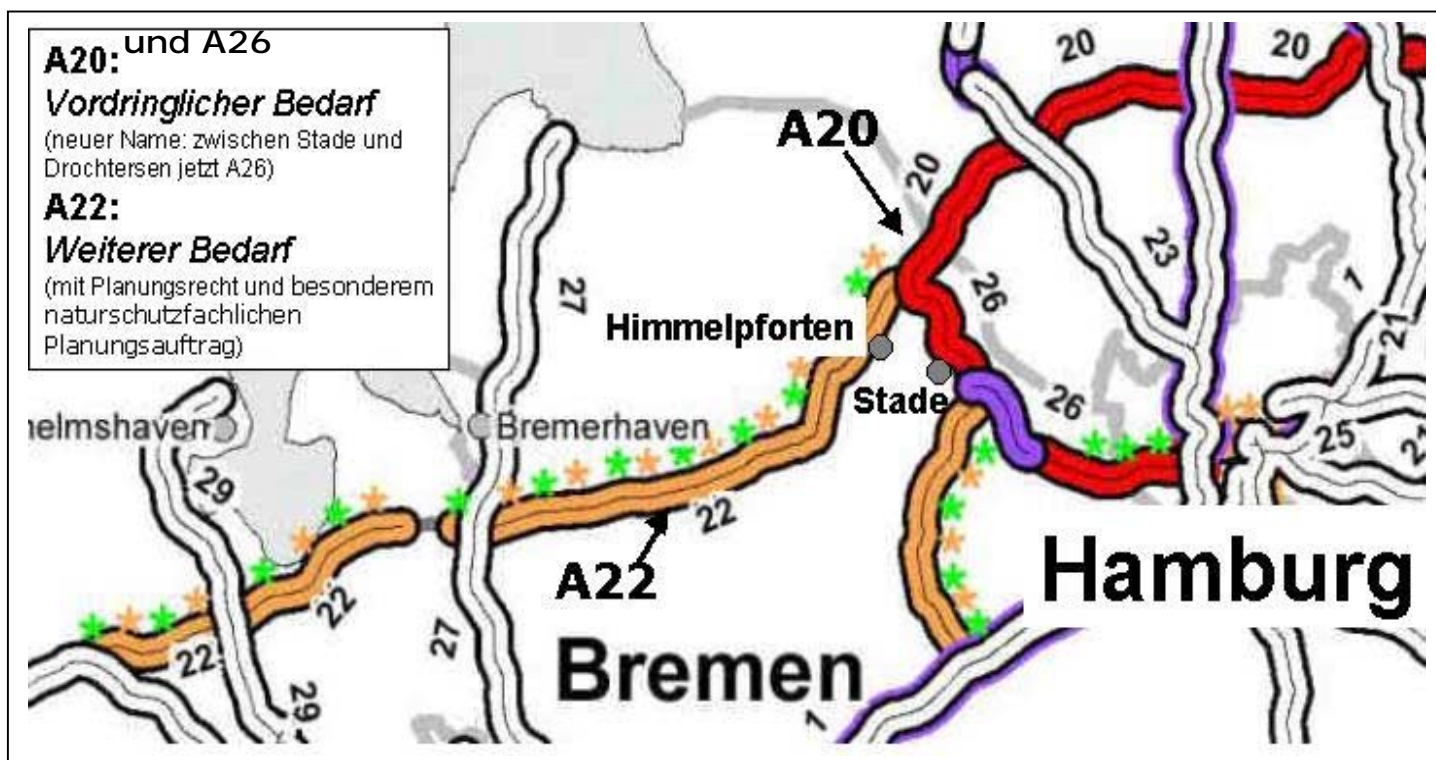 und A26
A20:
Vordringlicher Bedarf
(neuer Name: zwischen Stade und
Drochtersen jetzt A26)
A22:
Weiterer Bedarf
(mit Planungsrecht und besonderem
naturschutzfachlichen
Planungsauftrag)
20
20
A20
20
27
23
26
1
21
Himmelpforten
Stade
26
helmshaven
Bremerhaven
25
29
22
A22
22
Hamburg
27
22
Bremen
29
1